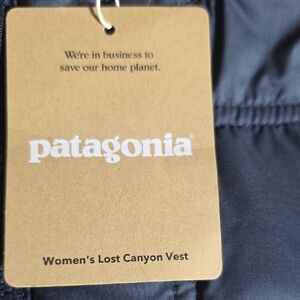 We're in business to
save our home planet.
patagonia®
Women's Lost Canyon Vest